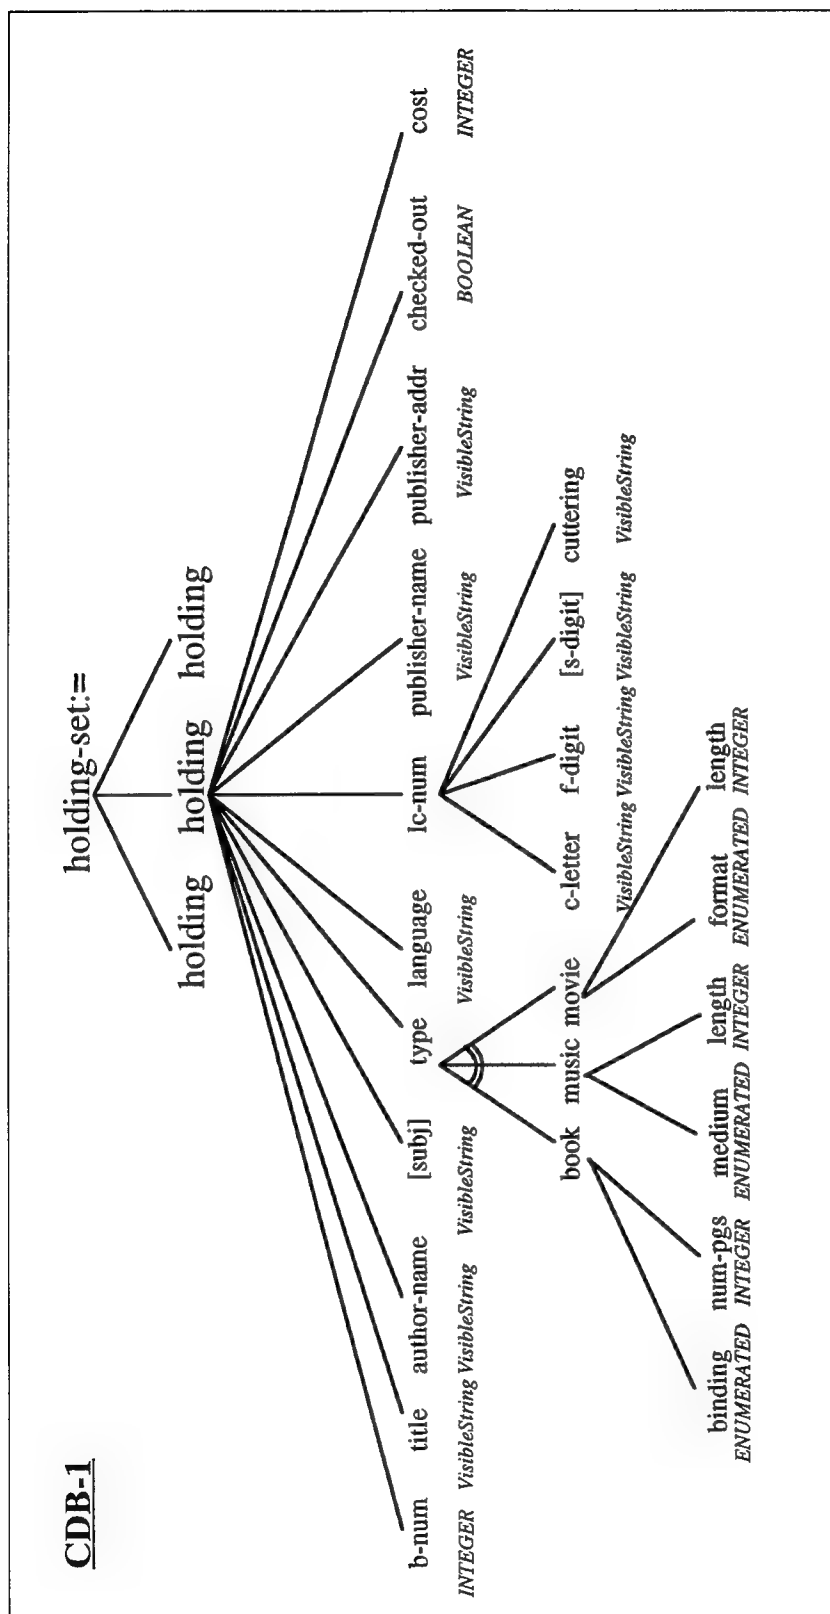 CDB-1
holding-set:=
holding holding holding
b-num title author-name [subj] type language lc-num publisher-name publisher-addr checked-out cost
INTEGER VisibleString VisibleString VisibleString VisibleString VisibleString VisibleString BOOLEAN INTEGER
book music movie c-letter f-digit [s-digit] cuttering
VisibleString VisibleString VisibleString VisibleString
binding num-pgs medium length format length
ENUMERATED INTEGER ENUMERATED INTEGER ENUMERATED INTEGER